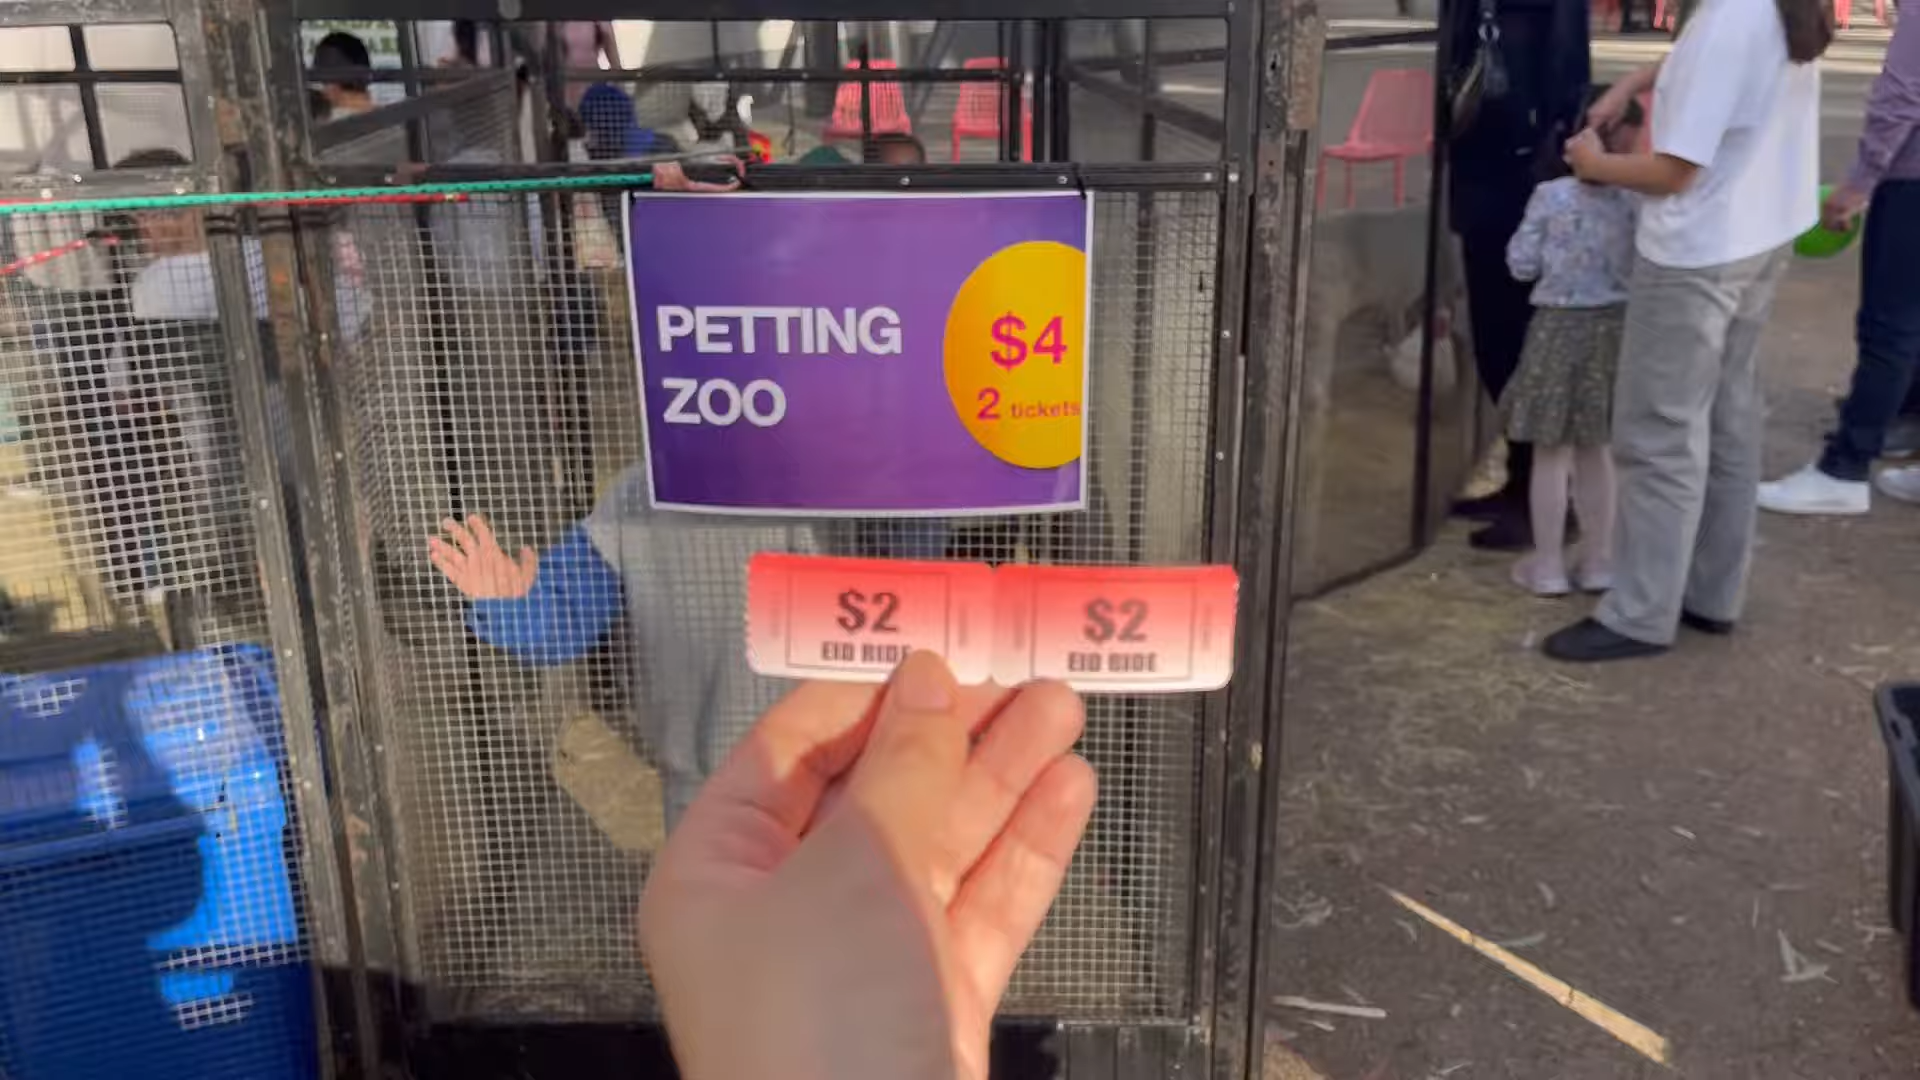 PETTING
ZOO
$4
2 tickets
$2
EID RIDE
$2
EID RIDE